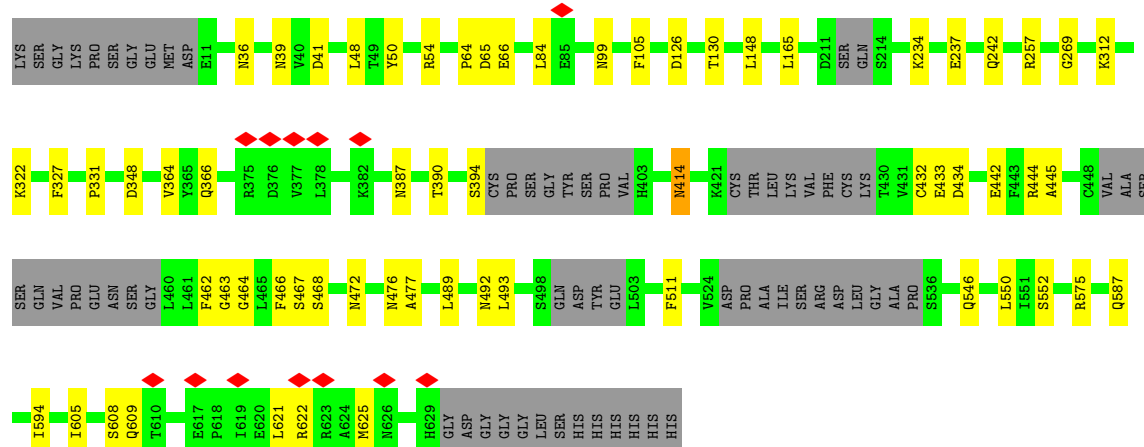 LYS SER GLY LYS PRO SER GLY GLU MET ASP E11 N36 N39 V40 D41 L48 T49 Y50 R54 P64 D65 E66 L84 E85 N99 F105 D126 T130 L148 L165 D211 SER GLN S214 K234 E237 Q242 R257 G269 K312
K322 F327 P331 D348 V364 Y365 Q366 R375 D376 V377 L378 K382 N387 T390 S394 CYS PRO SER GLY TYR SER PRO VAL H403 N414 K421 CYS THR LEU LYS VAL PHE CYS LYS T430 V431 C432 E433 D434 E442 F443 R444 A445 C448 VAL ALA SER
SER GLN VAL PRO GLU ASN SER GLY L460 L461 F462 G463 G464 L465 F466 S467 S468 N472 N476 A477 L489 N492 L493 S498 GLN ASP TYR GLU L503 F511 V524 ASP PRO ALA ILE SER ARG ASP LEU GLY ALA PRO S536 Q546 L550 I551 S552 R575 Q587
I594 I605 S608 Q609 T610 E617 P618 I619 E620 L621 R622 R623 A624 M625 N626 H629 GLY ASP GLY GLY GLY LEU SER HIS HIS HIS HIS HIS HIS